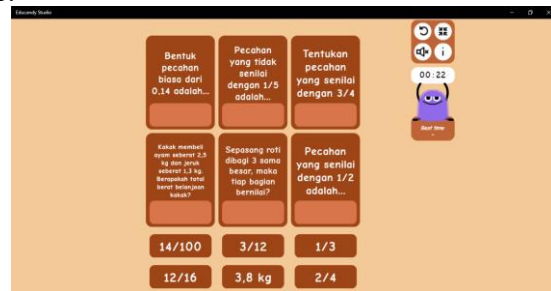 Educandy Studio
Bentuk
pecahan
biasa dari
0,14 adalah...
Pecahan
yang tidak
senilai
dengan 1/5
adalah...
Tentukan
pecahan
yang senilai
dengan 3/4
00:22
Best time
-
Kakak membeli
ayam seberat 2,5
kg dan jeruk
seberat 1,3 kg.
Berapakah total
berat belanjaan
kakak?
Sepasang roti
dibagi 3 sama
besar, maka
tiap bagian
bernilai?
Pecahan
yang senilai
dengan 1/2
adalah...
14/100
3/12
1/3
12/16
3,8 kg
2/4